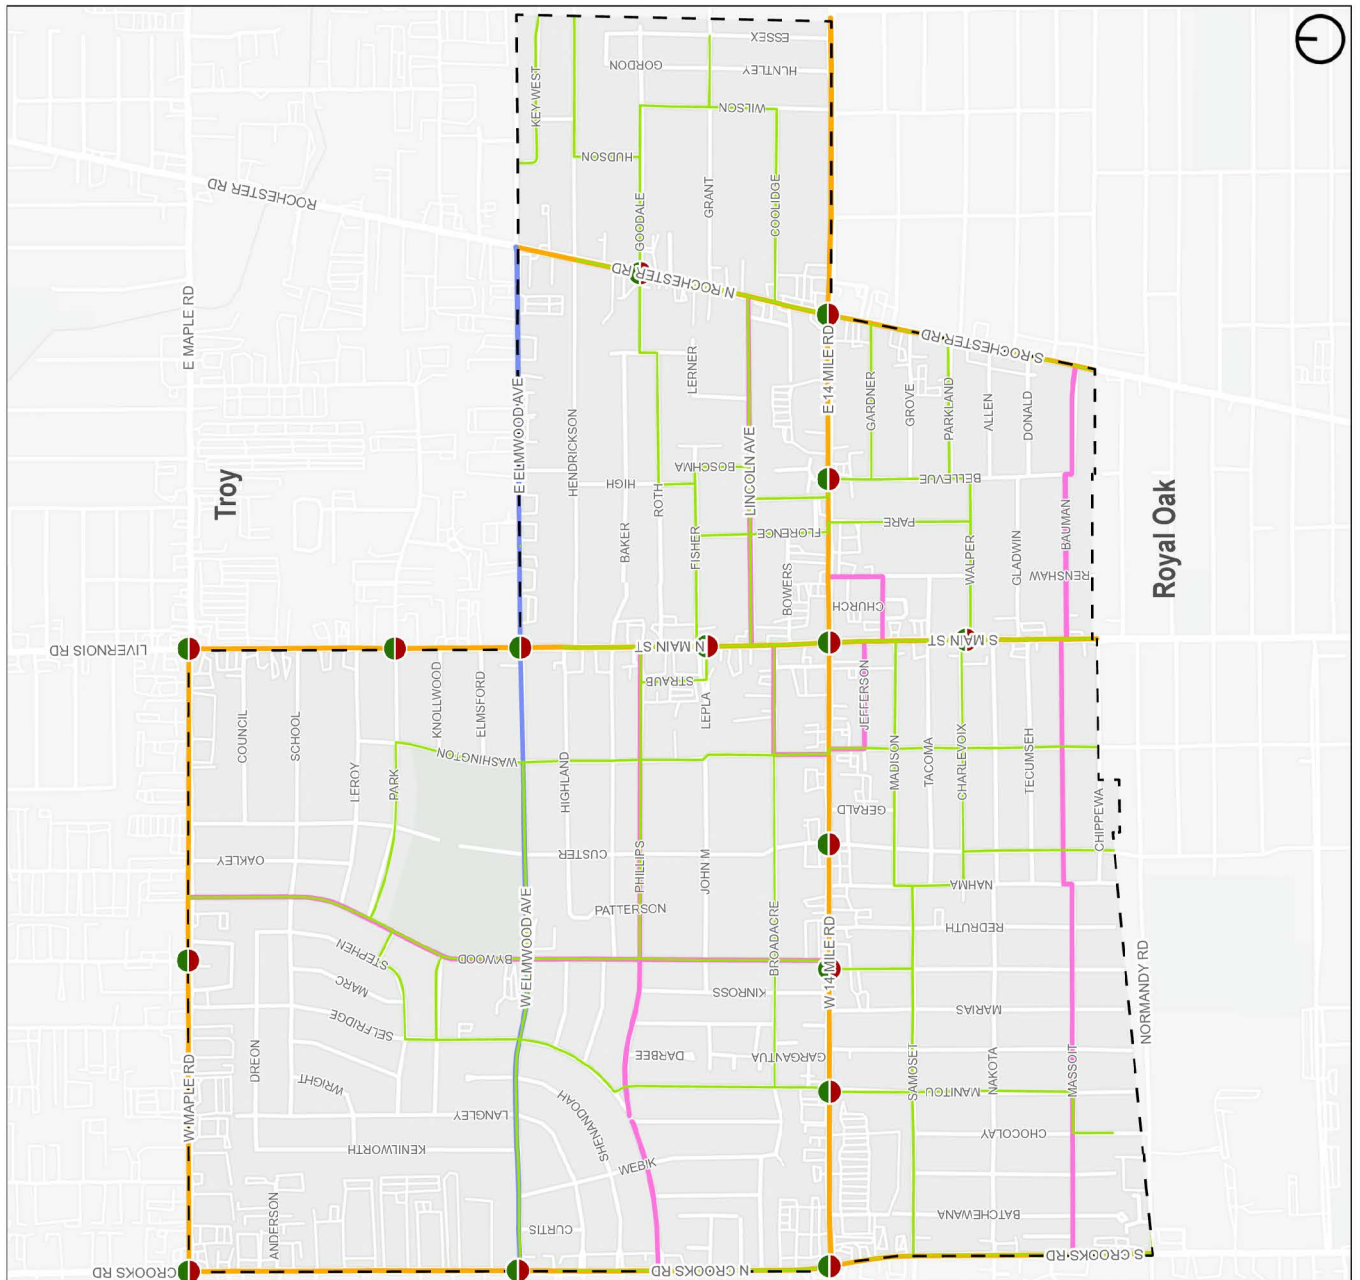 ESSEX
GORDON
HUNTLEY
KEY WEST
WILSON
HUDSON
ROCHESTER RD
GOODALE
GRANT
COOLIDGE
N ROCHESTER RD
E MAPLE RD
E 14 MILE RD
S ROCHESTER RD
LERNER
GARDNER
GROVE
PARKLAND
ALLEN
DONALD
E ELMWOOD AVE
HENDRICKSON
LINCOLN AVE
BOSCHMA
HIGH
ROTH
BELLEVUE
Troy
BAKER
FISHER
FLORENCE
PARE
BAUMAN
Royal Oak
WALPER
GLADWIN
RENSHAW
BOWERS
CHURCH
LIVERNOIS RD
N MAIN ST
S MAIN ST
STRAUB
LEPLA
JEFFERSON
KNOLLWOOD
ELMSFORD
COUNCIL
SCHOOL
WASHINGTON
LEROY
PARK
HIGHLAND
MADISON
TACOMA
CHARLEVOIX
TECUMSEH
GERALD
CHIPPEWA
OAKLEY
CUSTER
PHILLIPS
JOHN M
NAHMA
W ELMWOOD AVE
PATTERSON
BROADACRE
REDRUTH
STEPHEN
BYWOOD
W 14 MILE RD
NORMANDY RD
MARC
KINROSS
MARIAS
SELFRIDGE
DREON
DARBEE
GARGANTUA
SAMOSET
NAKOTA
MASSOIT
W MAPLE RD
WRIGHT
MANITOU
LANGLEY
SHENANDOAH
CHOCOLAY
KENILWORTH
WEBIK
ANDERSON
CURTIS
BATCHEWANA
CROOKS RD
N CROOKS RD
S CROOKS RD